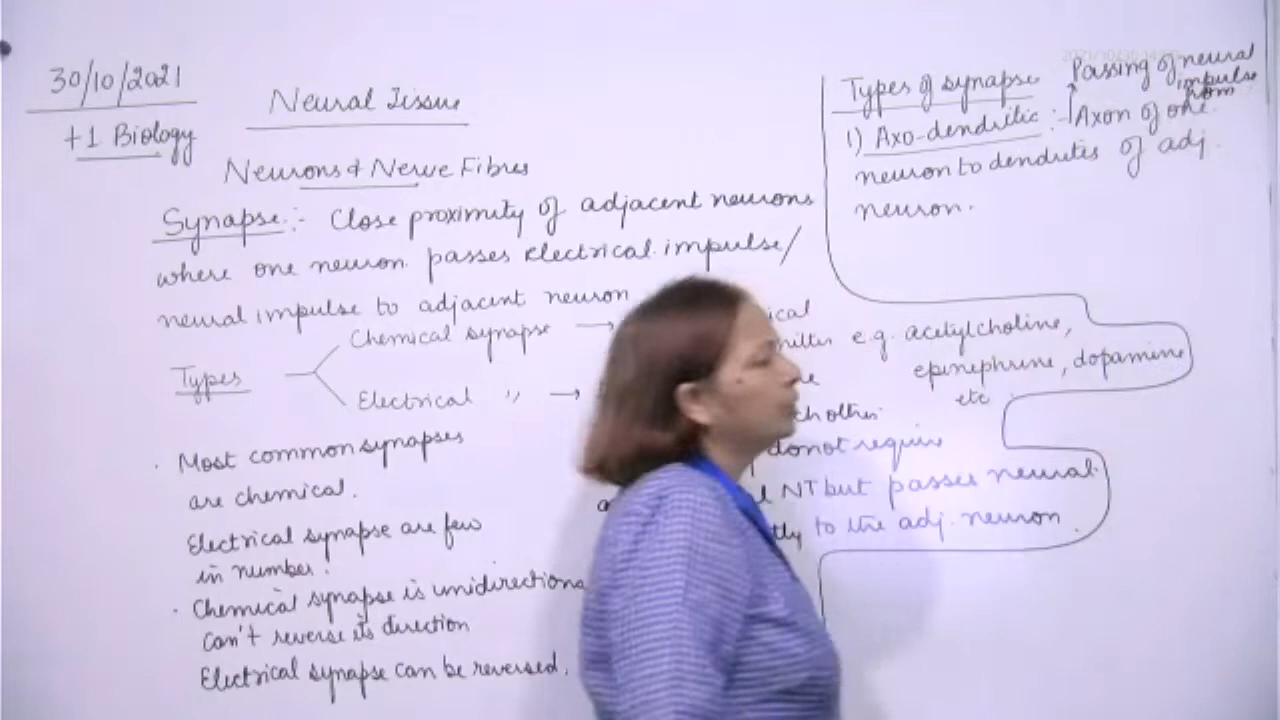 30/10/2021
+1 Biology
Neural Tissue
Neurons & Nerve Fibres
Synapse:- Close proximity of adjacent neurons
where one neuron passes electrical impulse/
neural impulse to adjacent neuron
Types
Chemical synapse →
Electrical " →
e.g. acetylcholine,
epinephrine, dopamine
etc
donot require
NT but passes neural
to the adj. neuron.
· Most common synapses
are chemical.
Electrical synapse are few
in number.
· Chemical synapse is unidirectiona
Can't reverse its direction
Electrical synapse can be reversed.
Types of synapse
1) Axo-dendritic :- Axon of one
neuron to dendrites of adj.
neuron.
Passing of neural
impulse
from